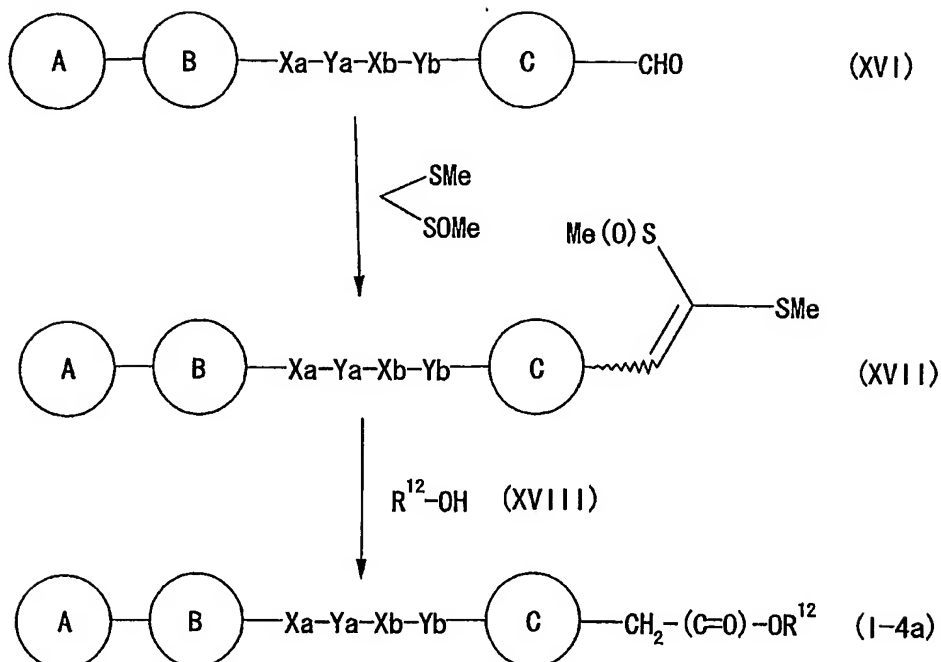 A B -Xa-Ya-Xb-Yb- C -CHO (XVI)
SMe
SOMe
Me(O)S
SMe
A B -Xa-Ya-Xb-Yb- C (XVII)
R¹²-OH (XVIII)
A B -Xa-Ya-Xb-Yb- C -CH₂-(C=O)-OR¹² (I-4a)